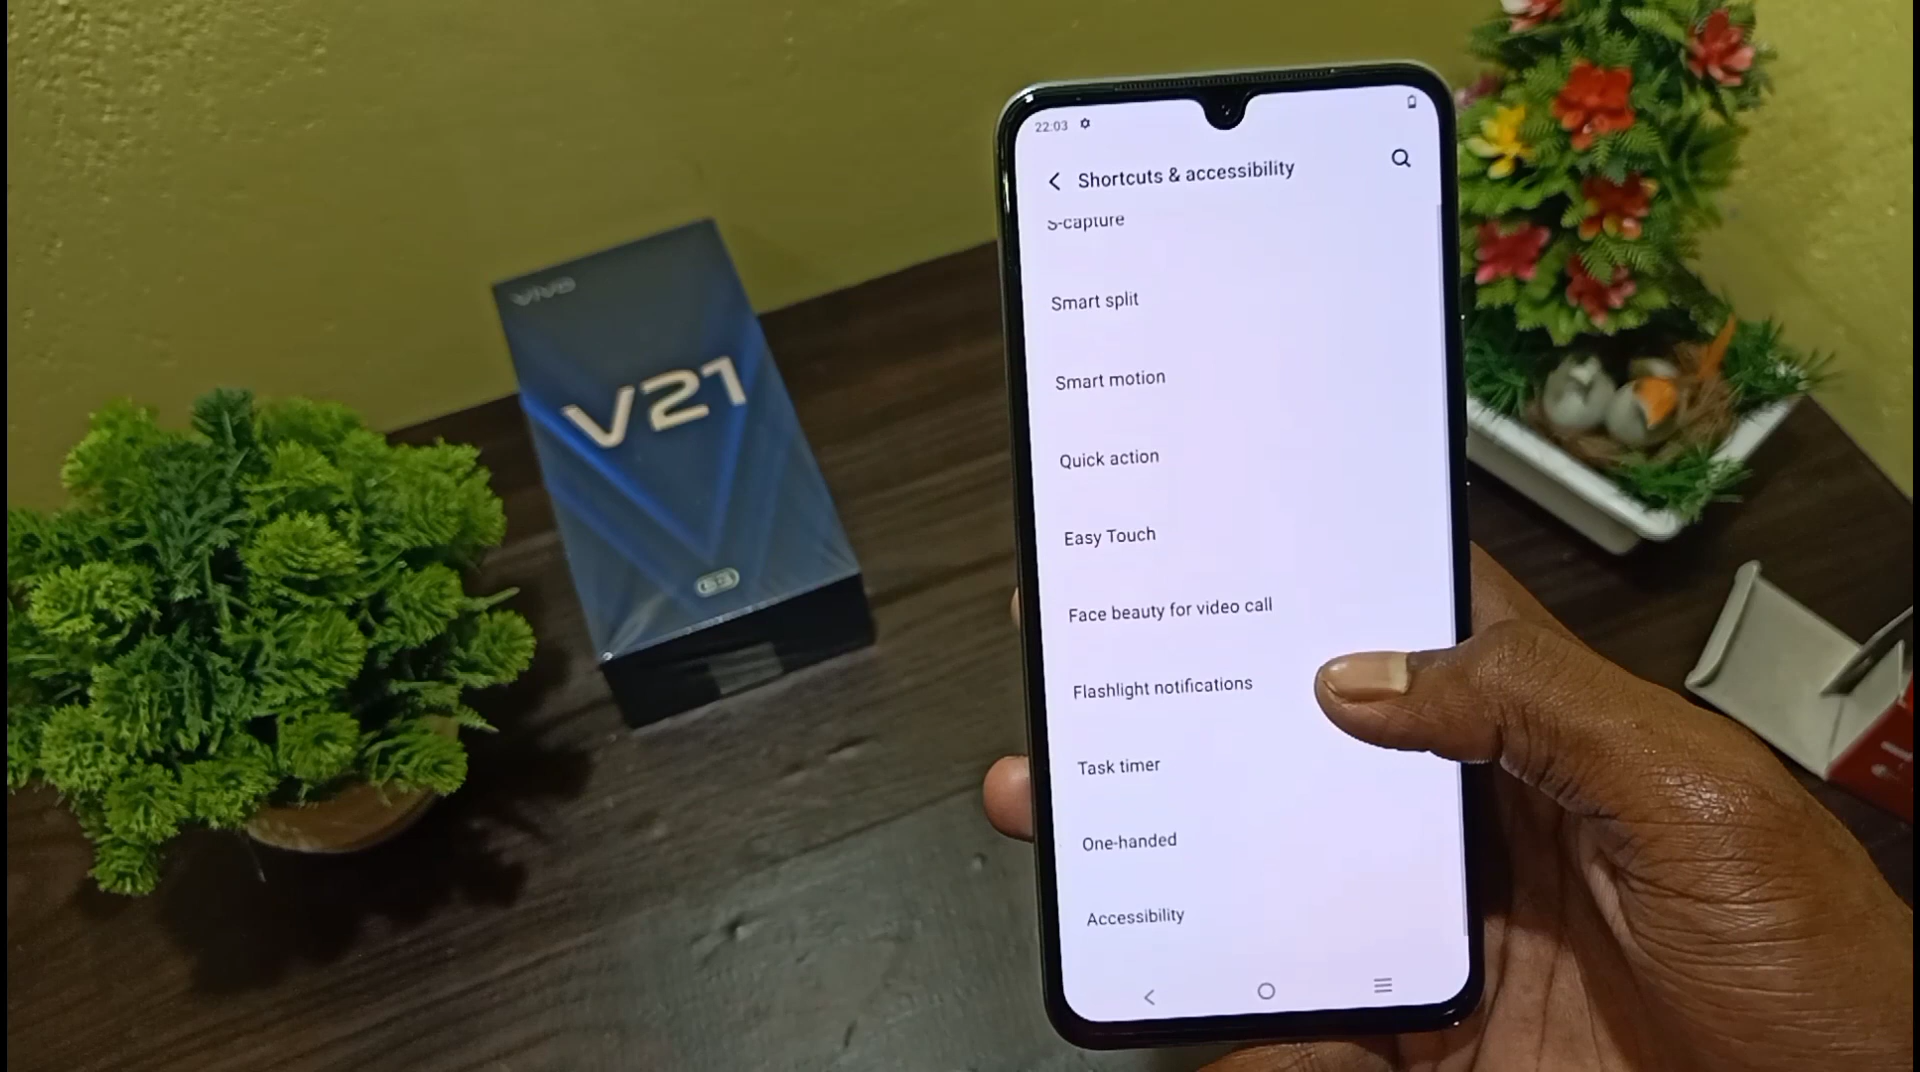 vivo
V21
5G
22:03
Shortcuts & accessibility
S-capture
Smart split
Smart motion
Quick action
Easy Touch
Face beauty for video call
Flashlight notifications
Task timer
One-handed
Accessibility